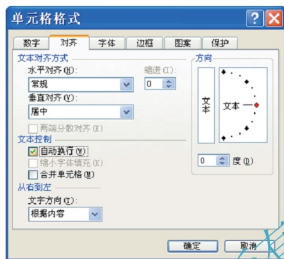 单元格格式
数字 对齐 字体 边框 图案 保护
文本对齐方式
水平对齐(H): 缩进(I):
常规 0
垂直对齐(V):
居中
两端分散对齐(E)
文本控制
自动换行(W)
缩小字体填充(K)
合并单元格(M)
从右到左
文字方向(T):
根据内容
方向
文本
文本
0 度(D)
确定 取消